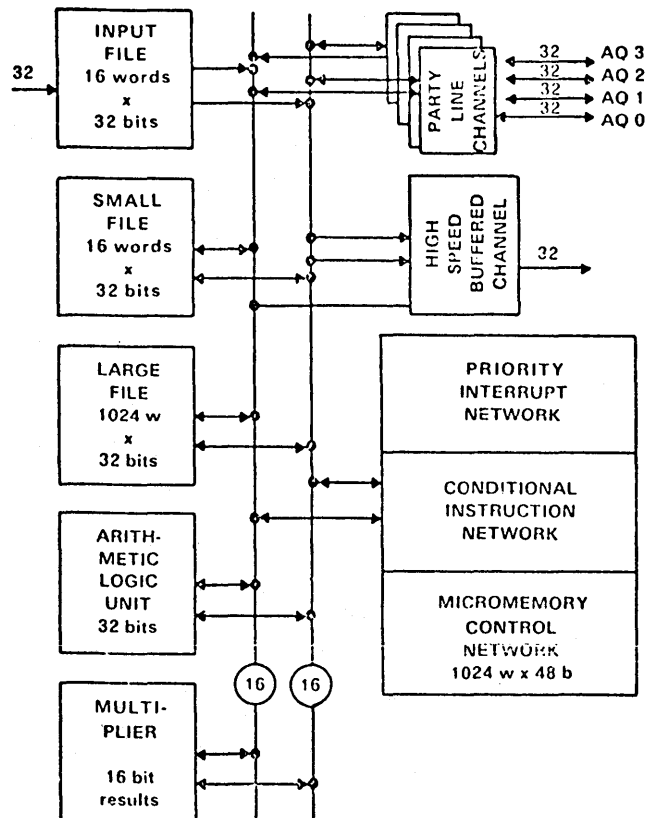 32
INPUT
FILE
16 words
x
32 bits
SMALL
FILE
16 words
x
32 bits
LARGE
FILE
1024 w
x
32 bits
ARITH-
METIC
LOGIC
UNIT
32 bits
MULTI-
PLIER
16 bit
results
16
16
PARTY
LINE
CHANNELS
32 AQ 3
32 AQ 2
32 AQ 1
32 AQ 0
HIGH
SPEED
BUFFERED
CHANNEL
32
PRIORITY
INTERRUPT
NETWORK
CONDITIONAL
INSTRUCTION
NETWORK
MICROMEMORY
CONTROL
NETWORK
1024 w x 48 b